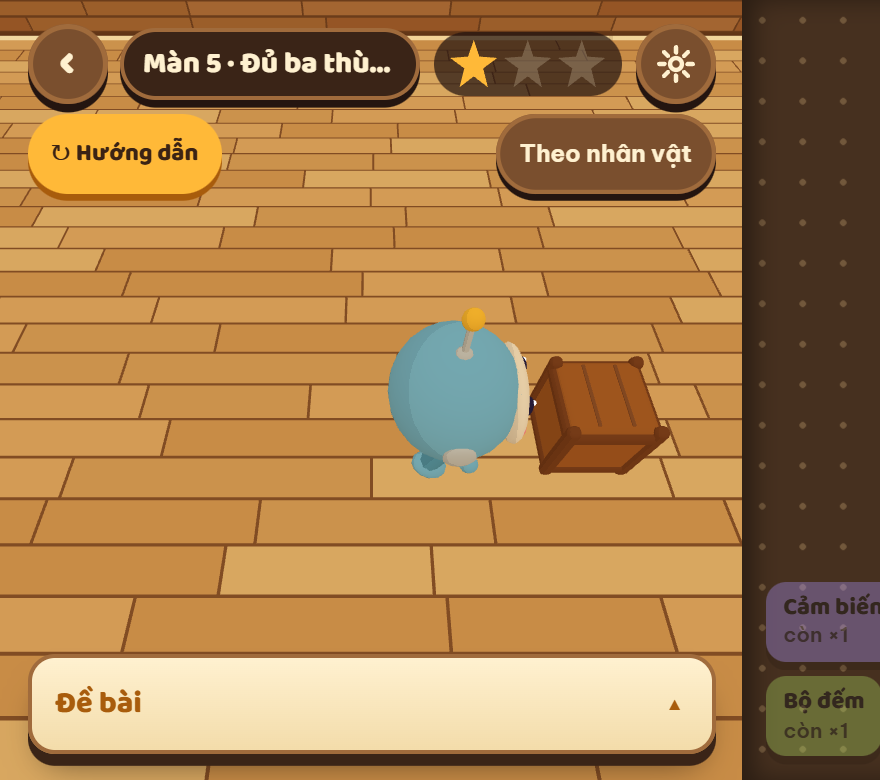 Màn 5 · Đủ ba thù...
↻ Hướng dẫn
Theo nhân vật
Cảm biến
còn ×1
Bộ đếm
còn ×1
Đề bài